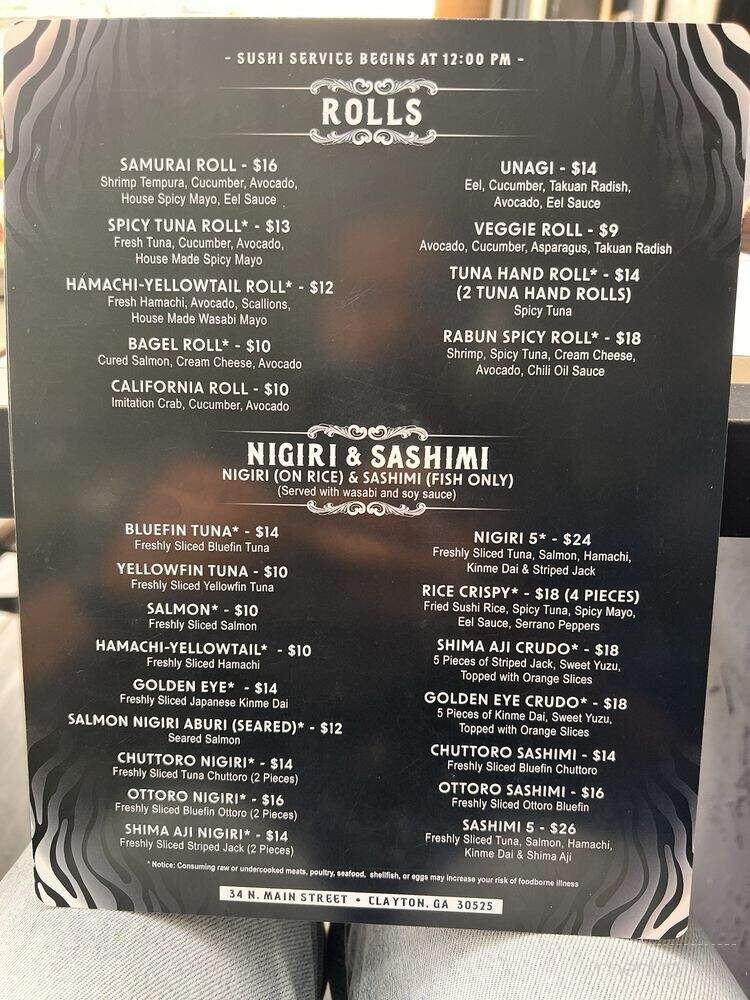 - SUSHI SERVICE BEGINS AT 12:00 PM -
ROLLS
SAMURAI ROLL - $16
Shrimp Tempura, Cucumber, Avocado,
House Spicy Mayo, Eel Sauce
SPICY TUNA ROLL* - $13
Fresh Tuna, Cucumber, Avocado,
House Made Spicy Mayo
HAMACHI-YELLOWTAIL ROLL* - $12
Fresh Hamachi, Avocado, Scallions,
House Made Wasabi Mayo
BAGEL ROLL* - $10
Cured Salmon, Cream Cheese, Avocado
CALIFORNIA ROLL - $10
Imitation Crab, Cucumber, Avocado
UNAGI - $14
Eel, Cucumber, Takuan Radish,
Avocado, Eel Sauce
VEGGIE ROLL - $9
Avocado, Cucumber, Asparagus, Takuan Radish
TUNA HAND ROLL* - $14
(2 TUNA HAND ROLLS)
Spicy Tuna
RABUN SPICY ROLL* - $18
Shrimp, Spicy Tuna, Cream Cheese,
Avocado, Chili Oil Sauce
NIGIRI & SASHIMI
NIGIRI (ON RICE) & SASHIMI (FISH ONLY)
(Served with wasabi and soy sauce)
BLUEFIN TUNA* - $14
Freshly Sliced Bluefin Tuna
YELLOWFIN TUNA - $10
Freshly Sliced Yellowfin Tuna
SALMON* - $10
Freshly Sliced Salmon
HAMACHI-YELLOWTAIL* - $10
Freshly Sliced Hamachi
GOLDEN EYE* - $14
Freshly Sliced Japanese Kinme Dai
SALMON NIGIRI ABURI (SEARED)* - $12
Seared Salmon
CHUTTORO NIGIRI* - $14
Freshly Sliced Tuna Chuttoro (2 Pieces)
OTTORO NIGIRI* - $16
Freshly Sliced Bluefin Ottoro (2 Pieces)
SHIMA AJI NIGIRI* - $14
Freshly Sliced Striped Jack (2 Pieces)
NIGIRI 5* - $24
Freshly Sliced Tuna, Salmon, Hamachi,
Kinme Dai & Striped Jack
RICE CRISPY* - $18 (4 PIECES)
Fried Sushi Rice, Spicy Tuna, Spicy Mayo,
Eel Sauce, Serrano Peppers
SHIMA AJI CRUDO* - $18
5 Pieces of Striped Jack, Sweet Yuzu,
Topped with Orange Slices
GOLDEN EYE CRUDO* - $18
5 Pieces of Kinme Dai, Sweet Yuzu,
Topped with Orange Slices
CHUTTORO SASHIMI - $14
Freshly Sliced Bluefin Chuttoro
OTTORO SASHIMI - $16
Freshly Sliced Ottoro Bluefin
SASHIMI 5 - $26
Freshly Sliced Tuna, Salmon, Hamachi,
Kinme Dai & Shima Aji
* Notice: Consuming raw or undercooked meats, poultry, seafood, shellfish, or eggs may increase your risk of foodborne illness
34 N. MAIN STREET • CLAYTON, GA 30525